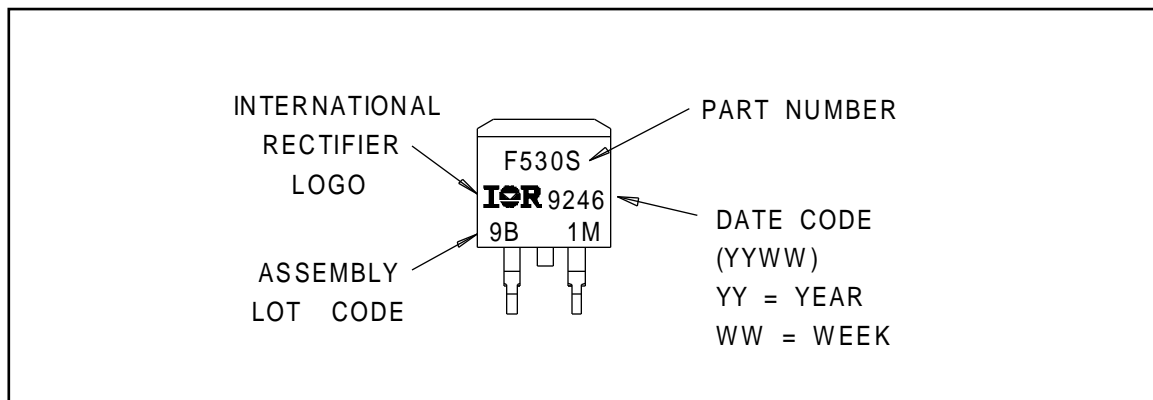 INTERNATIONAL
RECTIFIER
LOGO
ASSEMBLY
LOT CODE
F530S
IOR 9246
9B 1M
PART NUMBER
DATE CODE
(YYWW)
YY = YEAR
WW = WEEK